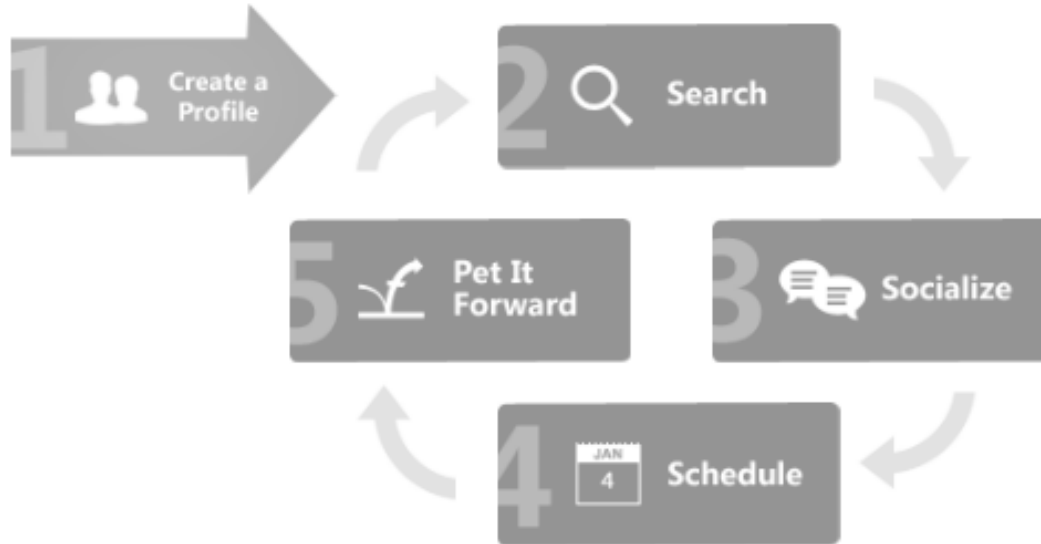 1
Create a
Profile
2
Search
3
Socialize
4
JAN
4
Schedule
5
Pet It
Forward